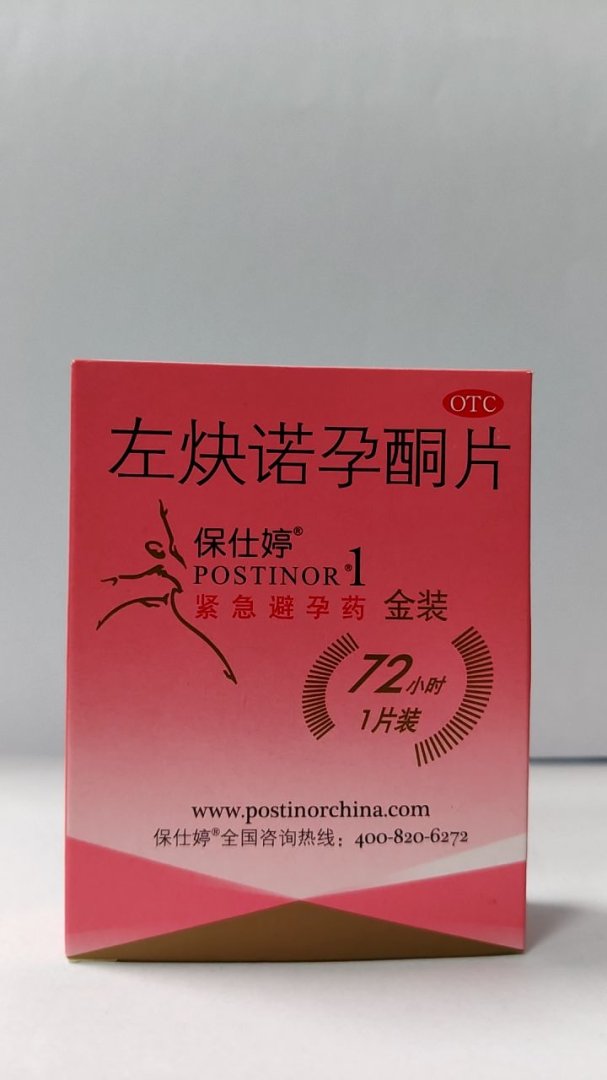 OTC
左炔诺孕酮片
保仕婷®
POSTINOR®1
紧急避孕药 金装
72小时
1片装
www.postinorchina.com
保仕婷®全国咨询热线：400-820-6272